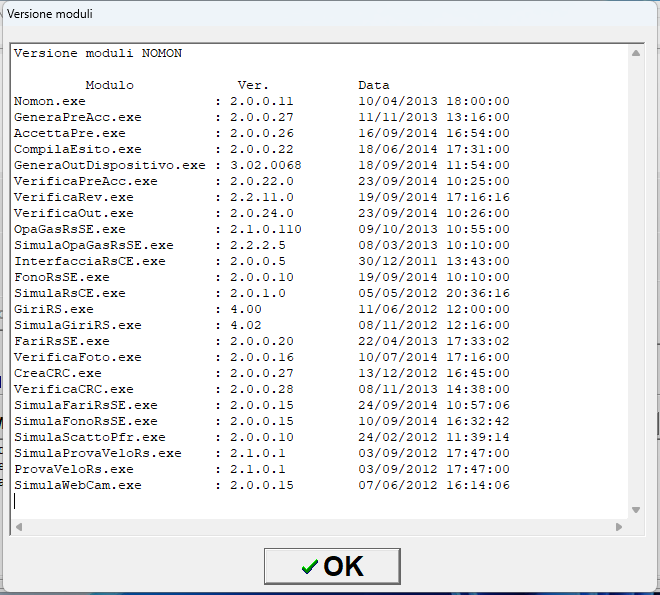 Versione moduli
Versione moduli NOMON
Modulo Ver. Data
Nomon.exe : 2.0.0.11 10/04/2013 18:00:00
GeneraPreAcc.exe : 2.0.0.27 11/11/2013 13:16:00
AccettaPre.exe : 2.0.0.26 16/09/2014 16:54:00
CompilaEsito.exe : 2.0.0.22 18/06/2014 17:31:00
GeneraOutDispositivo.exe : 3.02.0068 18/09/2014 11:54:00
VerificaPreAcc.exe : 2.0.22.0 23/09/2014 10:25:00
VerificaRev.exe : 2.2.11.0 19/09/2014 17:16:16
VerificaOut.exe : 2.0.24.0 23/09/2014 10:26:00
OpaGasRsSE.exe : 2.1.0.110 09/10/2013 10:55:00
SimulaOpaGasRsSE.exe : 2.2.2.5 08/03/2013 10:10:00
InterfacciaRsCE.exe : 2.0.0.5 30/12/2011 13:43:00
FonoRsSE.exe : 2.0.0.10 19/09/2014 10:10:00
SimulaRsCE.exe : 2.0.1.0 05/05/2012 20:36:16
GiriRS.exe : 4.00 11/06/2012 12:00:00
SimulaGiriRS.exe : 4.02 08/11/2012 12:16:00
FariRsSE.exe : 2.0.0.20 22/04/2013 17:33:02
VerificaFoto.exe : 2.0.0.16 10/07/2014 17:16:00
CreaCRC.exe : 2.0.0.27 13/12/2012 16:45:00
VerificaCRC.exe : 2.0.0.28 08/11/2013 14:38:00
SimulaFariRsSE.exe : 2.0.0.15 24/09/2014 10:57:06
SimulaFonoRsSE.exe : 2.0.0.15 10/09/2014 16:32:42
SimulaScattoPfr.exe : 2.0.0.10 24/02/2012 11:39:14
SimulaProvaVeloRs.exe : 2.1.0.1 03/09/2012 17:47:00
ProvaVeloRs.exe : 2.1.0.1 03/09/2012 17:47:00
SimulaWebCam.exe : 2.0.0.15 07/06/2012 16:14:06
OK